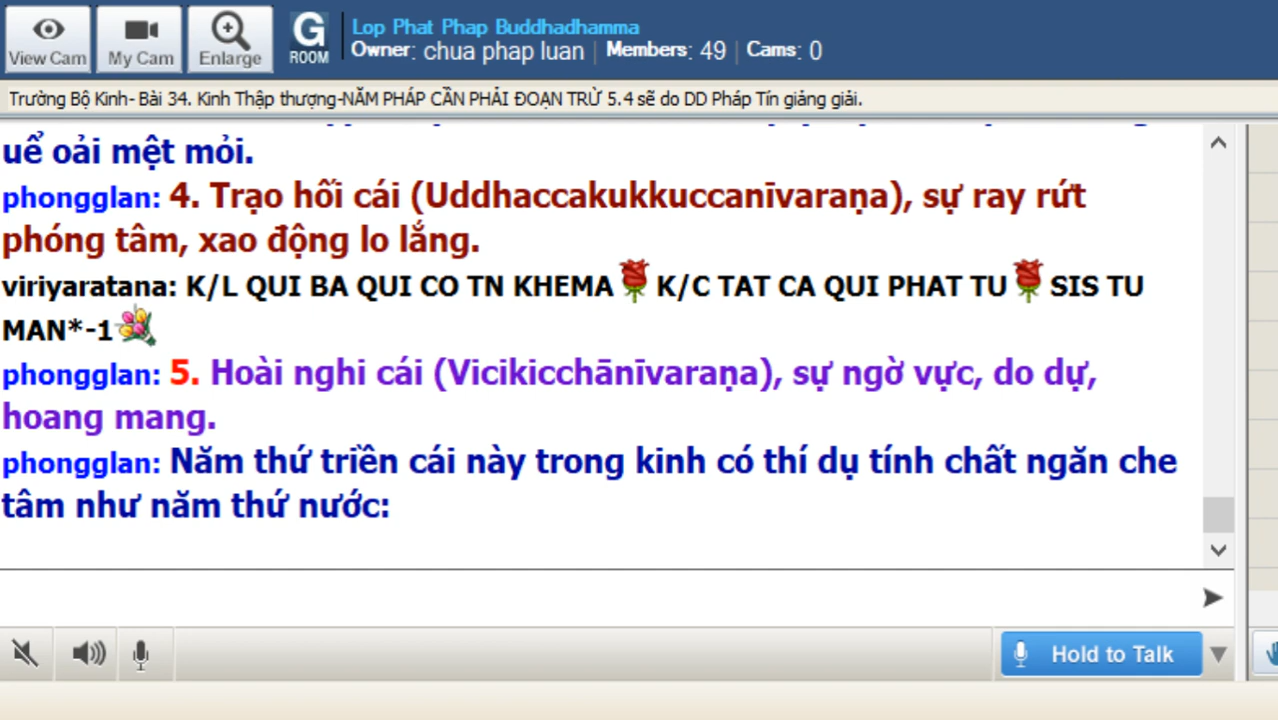 View Cam
My Cam
Enlarge
G
ROOM
Lop Phat Phap Buddhadhamma
Owner: chua phap luan | Members: 49 | Cams: 0
Trường Bộ Kinh- Bài 34. Kinh Thập thượng-NĂM PHÁP CẦN PHẢI ĐOẠN TRỪ 5.4 sẽ do DD Pháp Tín giảng giải.
uể oải mệt mỏi.
phongglan: 4. Trạo hối cái (Uddhaccakukkuccanīvaraṇa), sự ray rứt
phóng tâm, xao động lo lắng.
viriyaratana: K/L QUI BA QUI CO TN KHEMA K/C TAT CA QUI PHAT TU SIS TU
MAN*-1
phongglan: 5. Hoài nghi cái (Vicikicchānīvaraṇa), sự ngờ vực, do dự,
hoang mang.
phongglan: Năm thứ triền cái này trong kinh có thí dụ tính chất ngăn che
tâm như năm thứ nước:
Hold to Talk